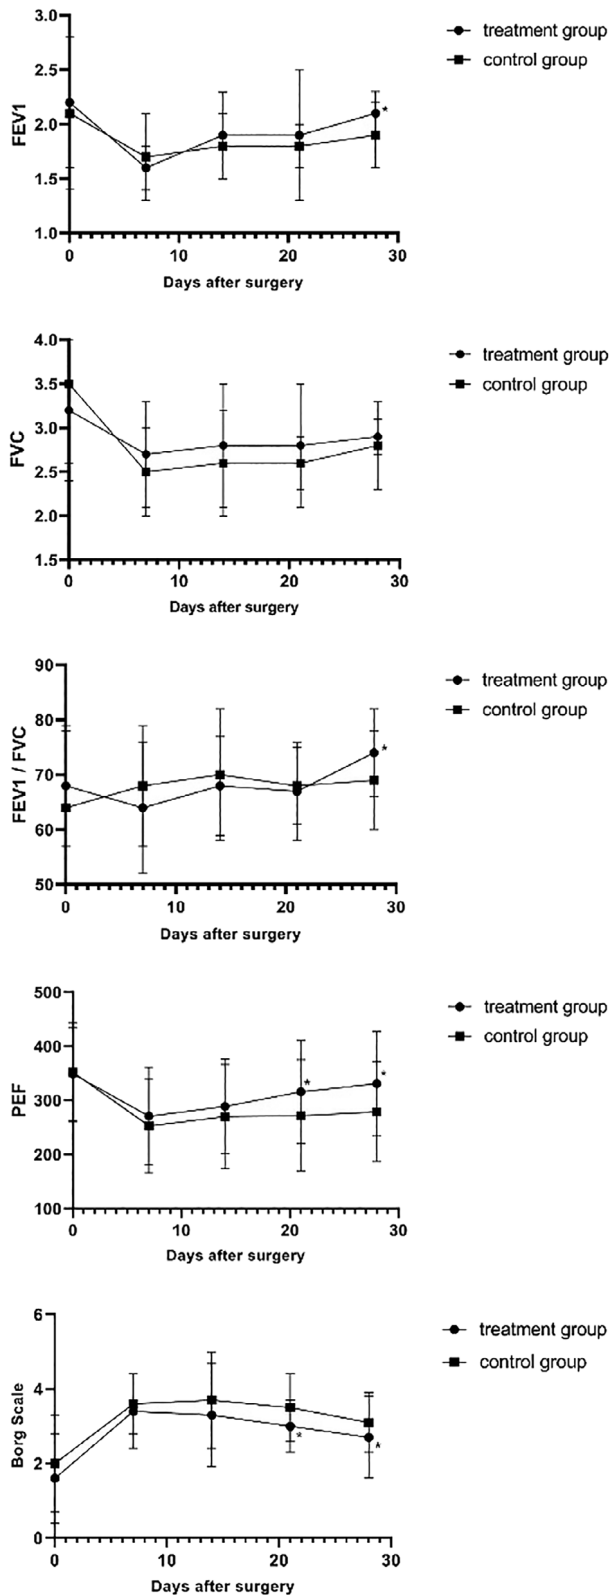 3.0
treatment group
control group
2.5
FEV1
2.0
*
1.5
1.0
0 10 20 30
Days after surgery
4.0
treatment group
control group
3.5
3.0
FVC
2.5
2.0
1.5
0 10 20 30
Days after surgery
90
treatment group
control group
80
FEV1 / FVC
70
*
60
50
0 10 20 30
Days after surgery
500
treatment group
control group
400
PEF
300
* *
200
100
0 10 20 30
Days after surgery
6
treatment group
control group
4
Borg Scale
2
* *
0
0 10 20 30
Days after surgery